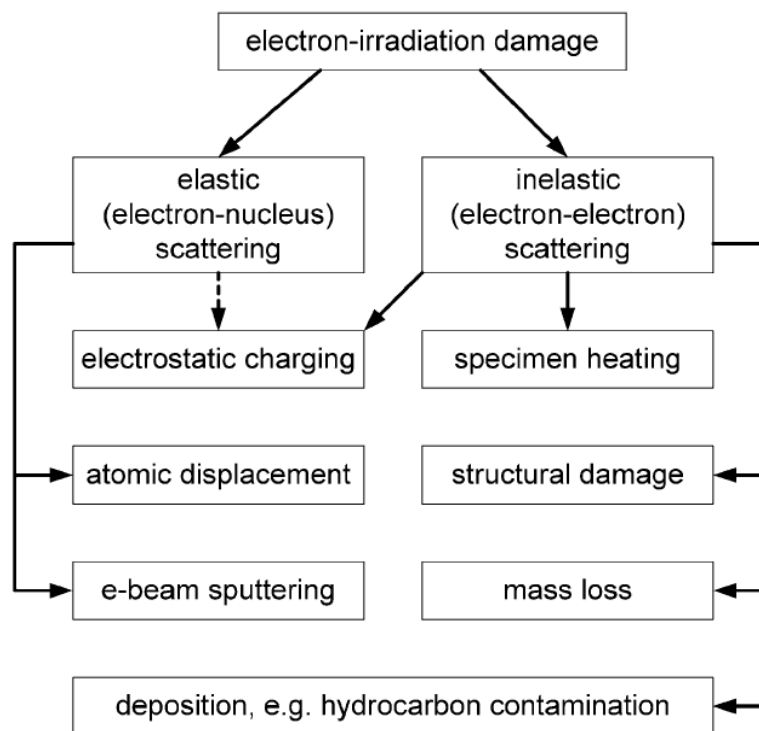 electron-irradiation damage
elastic
(electron-nucleus)
scattering
inelastic
(electron-electron)
scattering
electrostatic charging
specimen heating
atomic displacement
structural damage
e-beam sputtering
mass loss
deposition, e.g. hydrocarbon contamination